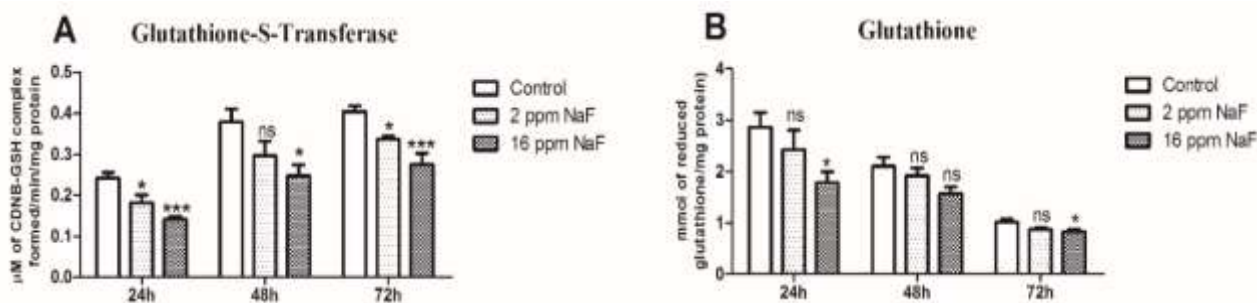 A
Glutathione-S-Transferase
µM of CDNB-GSH complex
formed/min/mg protein
0.5
0.4
0.3
0.2
0.1
0.0
*
***
ns
*
*
***
24h
48h
72h
Control
2 ppm NaF
16 ppm NaF
B
Glutathione
mmol of reduced
glutathione/mg protein)
4
3
2
1
0
ns
*
ns
ns
ns
*
24h
48h
72h
Control
2 ppm NaF
16 ppm NaF